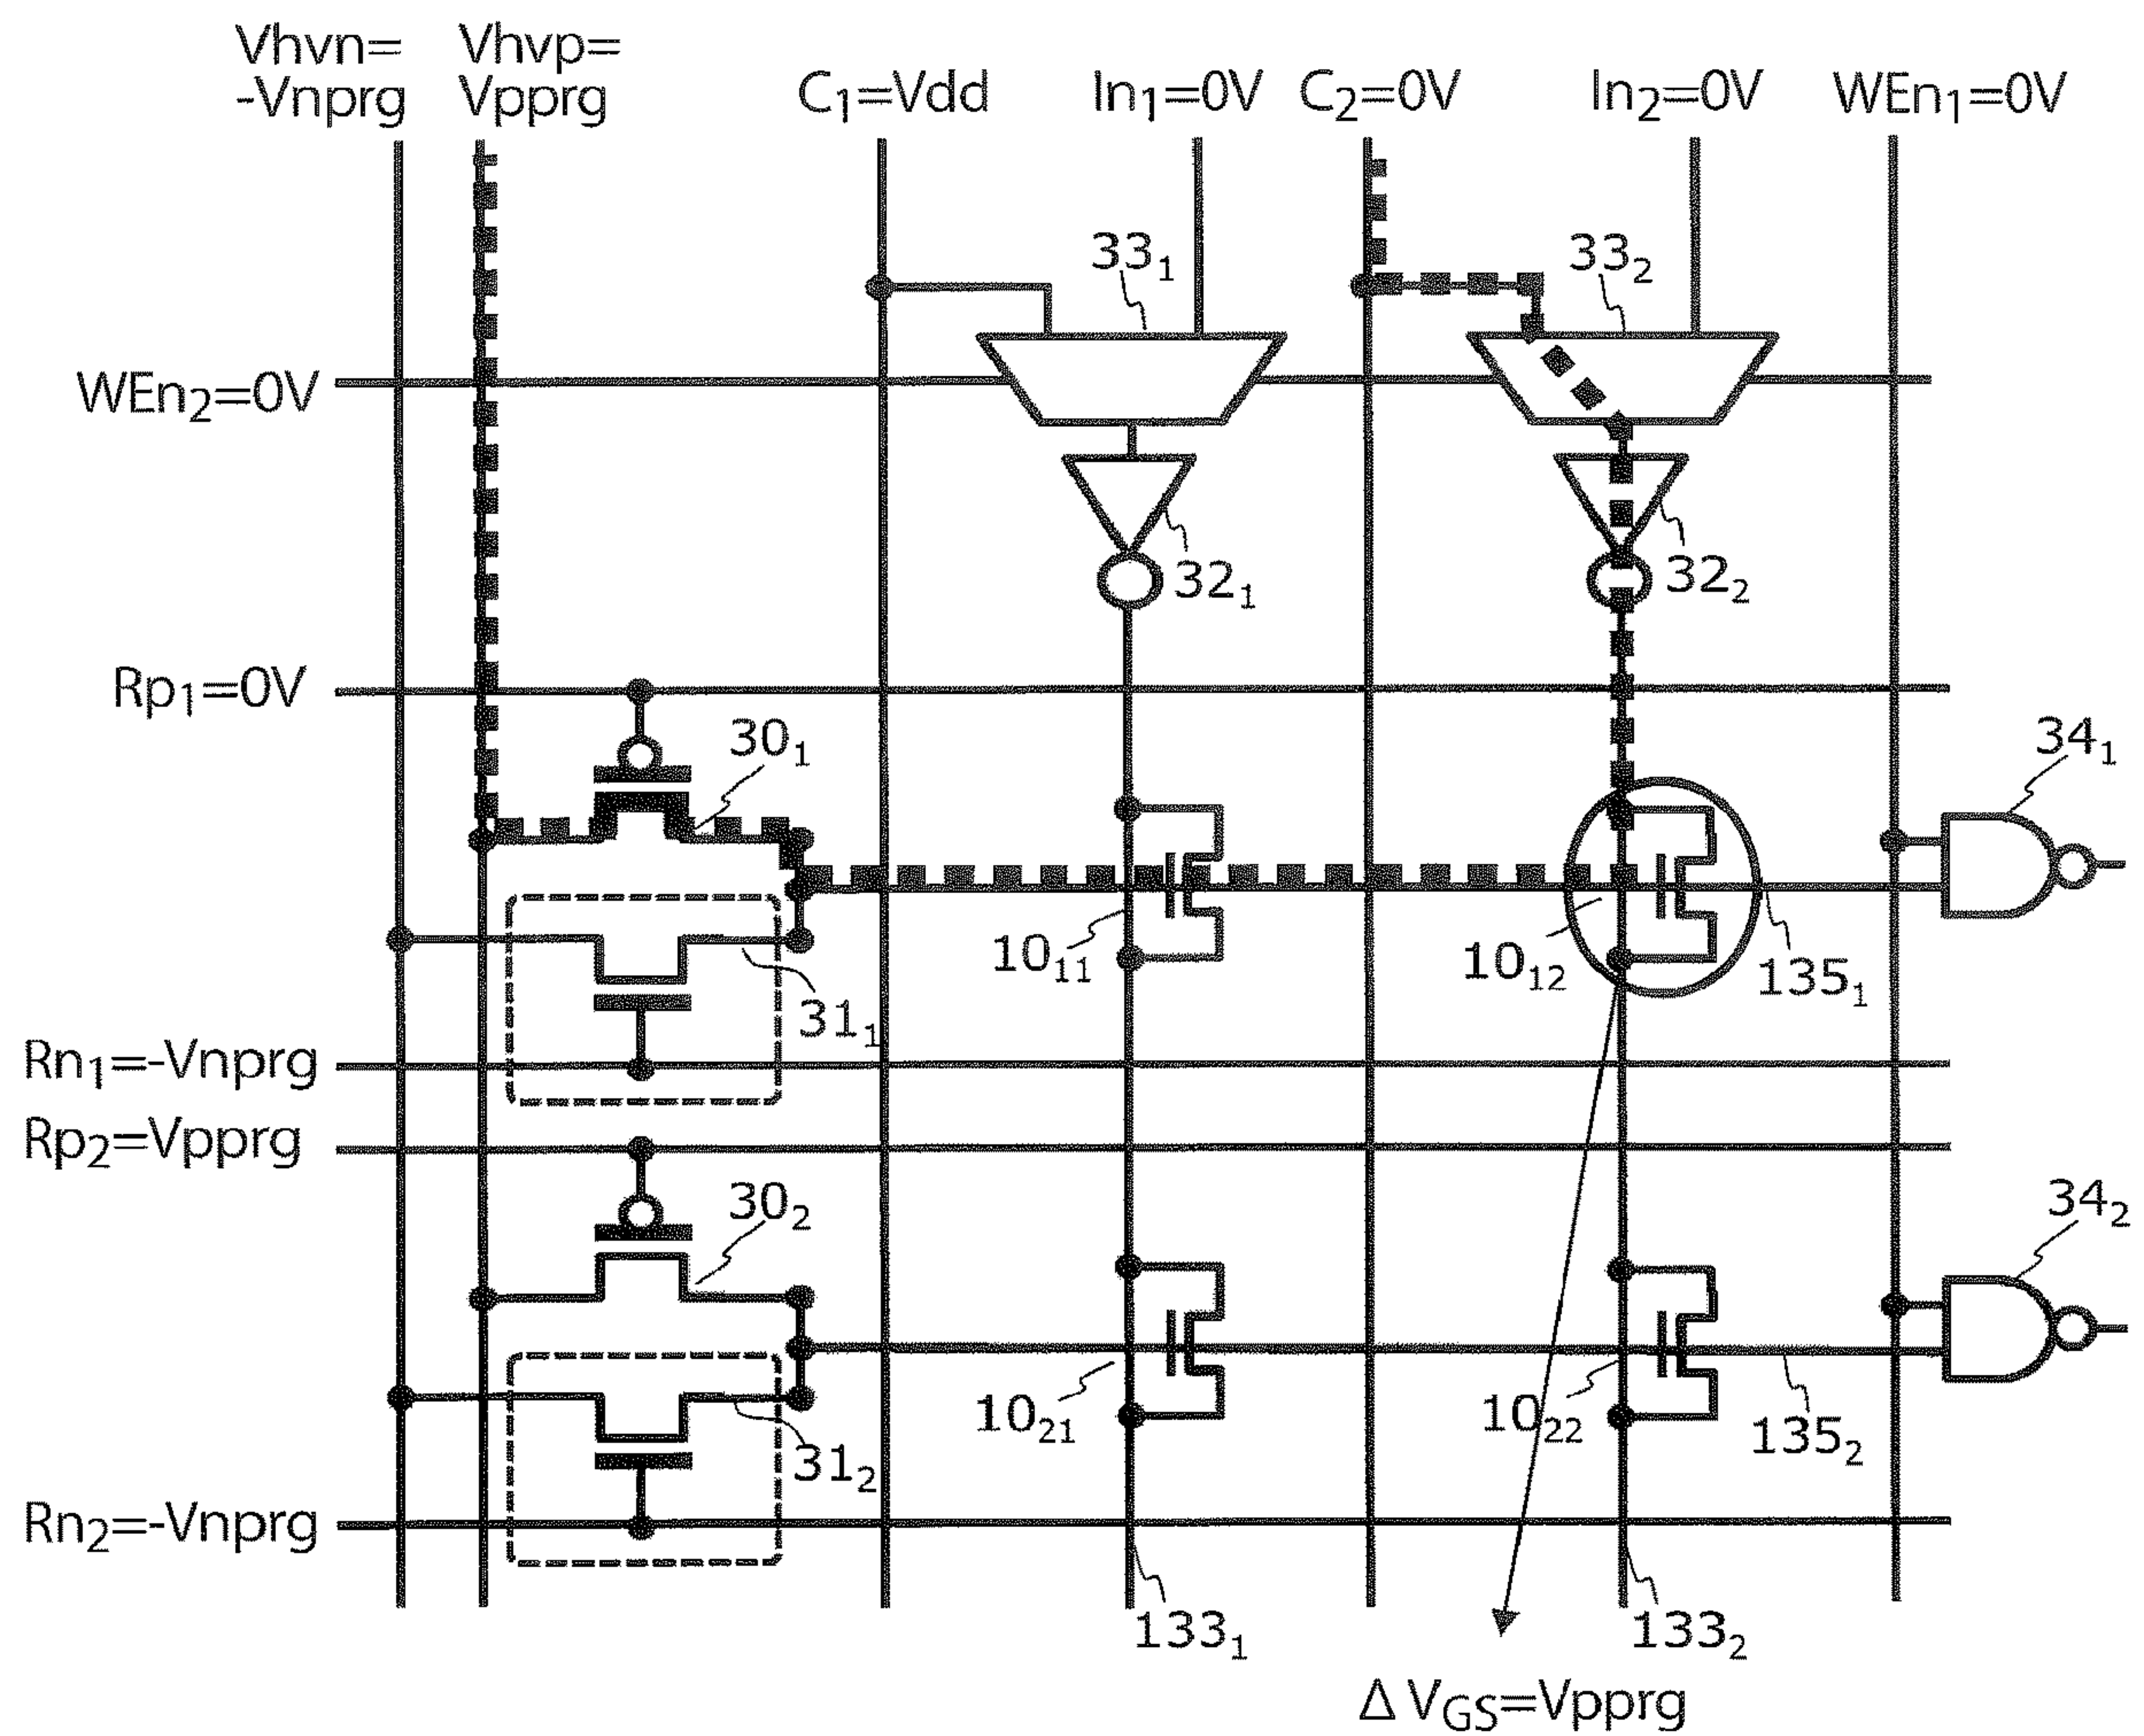 Vhvn=
-Vnprg
Vhvp=
Vpprg
C₁=Vdd
In₁=0V
C₂=0V
In₂=0V
WEn₁=0V
33₁
33₂
WEn₂=0V
32₁
32₂
Rp₁=0V
30₁
34₁
10₁₁
10₁₂
135₁
31₁
Rn₁=-Vnprg
Rp₂=Vpprg
30₂
34₂
10₂₁
10₂₂
135₂
31₂
Rn₂=-Vnprg
133₁
133₂
Δ V_GS=Vpprg